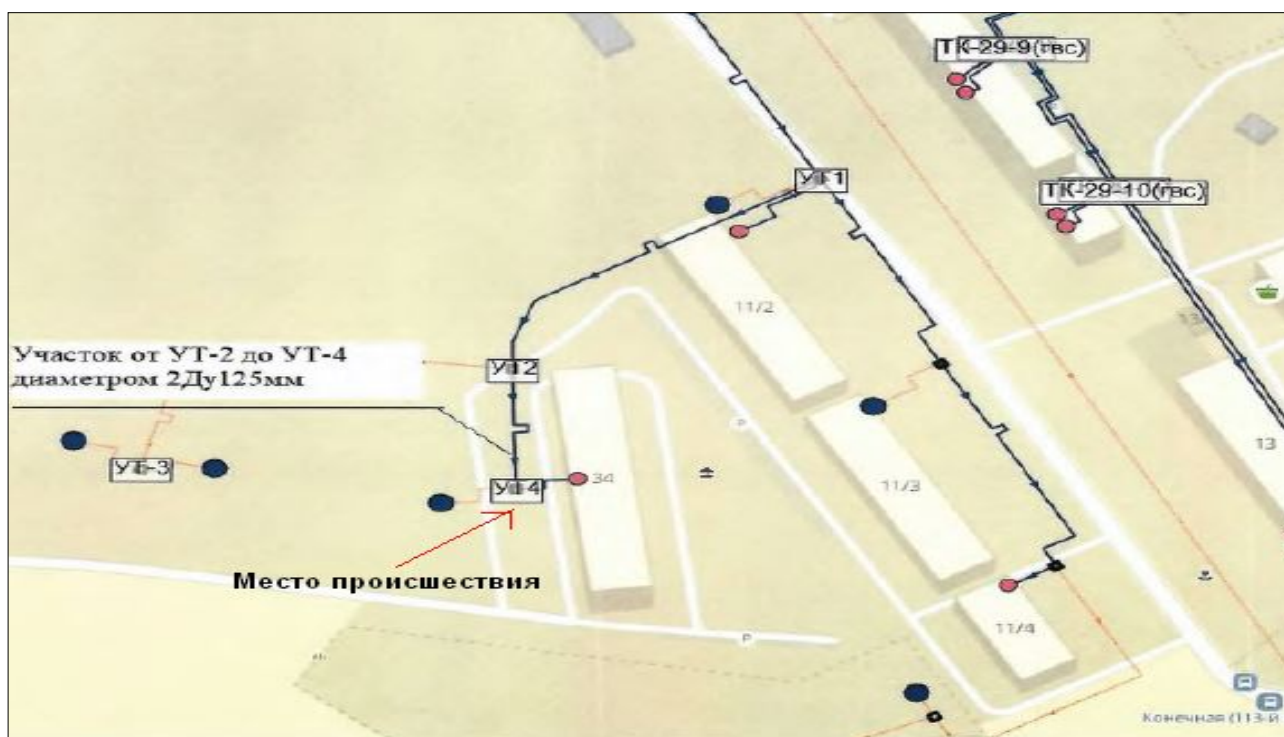 ТК-29-9(гвс)
УТ-1
ТК-29-10(гвс)
11/2
13
Участок от УТ-2 до УТ-4
диаметром 2Ду125мм
УТ-2
P
13
УТ-3
УТ-4
34
11/3
Место происшествия
11/4
P
Конечная (113-й